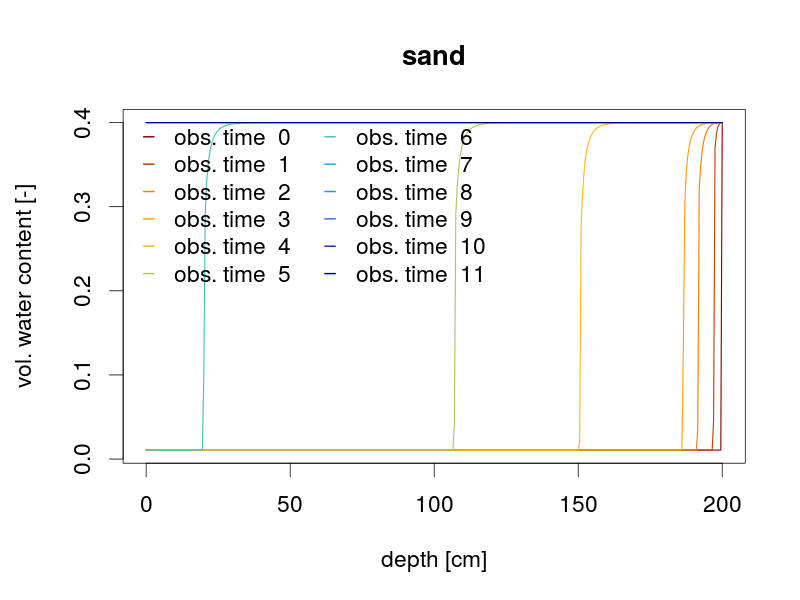 sand
vol. water content [-]
0.4
0.3
0.2
0.1
0.0
obs. time 0
obs. time 1
obs. time 2
obs. time 3
obs. time 4
obs. time 5
obs. time 6
obs. time 7
obs. time 8
obs. time 9
obs. time 10
obs. time 11
0 50 100 150 200
depth [cm]